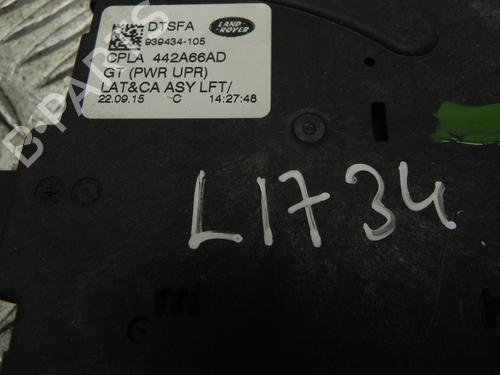 DTSFA
LAND-
ROVER
939434-105
CPLA 442A66AD
GT (PWR UPR)
LAT&CA ASY LFT/
22.09.15 C 14:27:48
B-PARTS
L1734